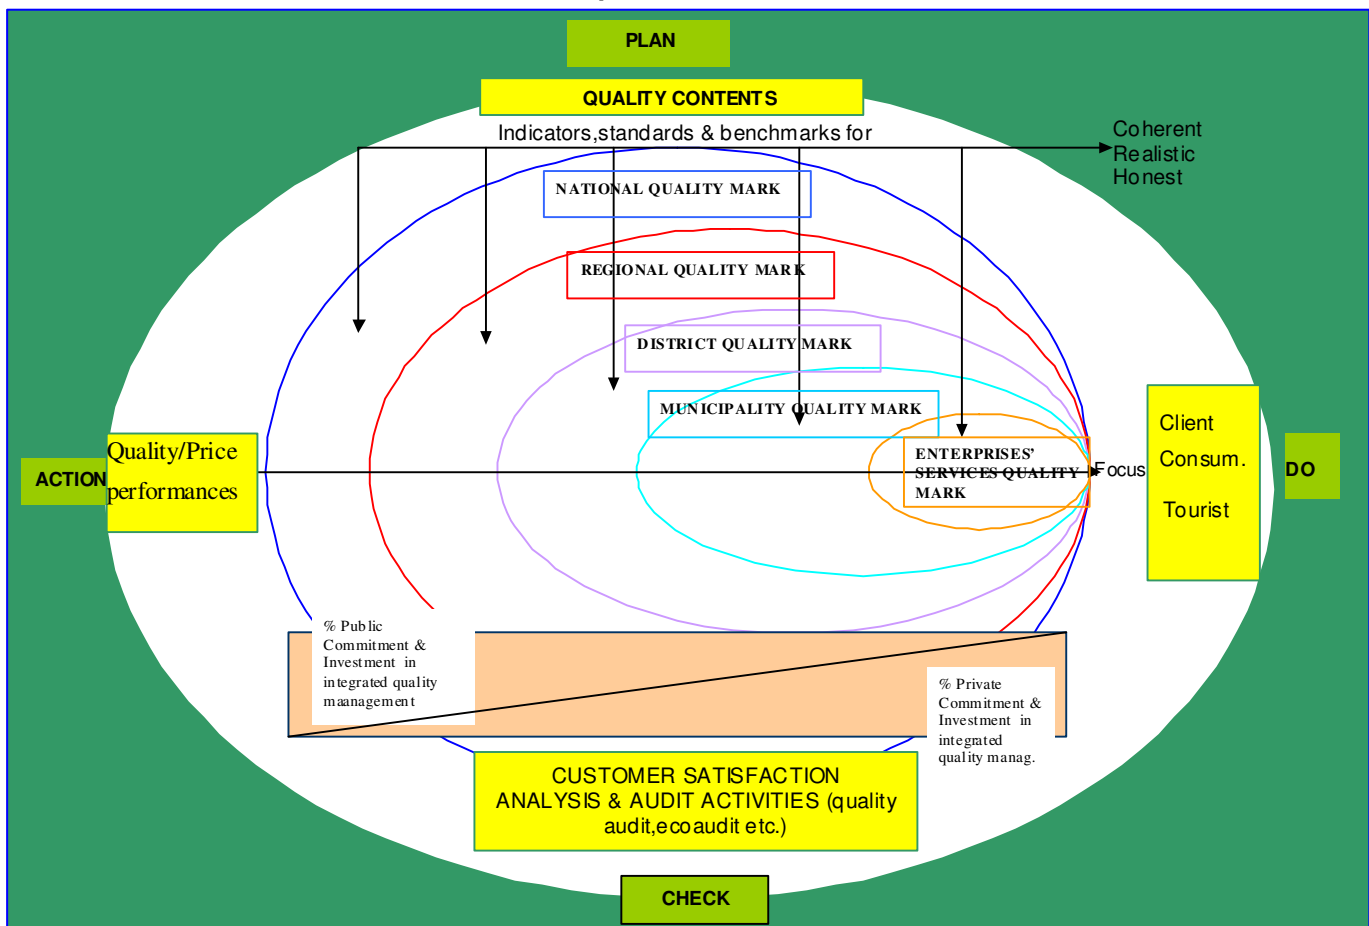 PLAN
QUALITY CONTENTS
Indicators,standards & benchmarks for
Coherent
Realistic
Honest
NATIONAL QUALITY MARK
REGIONAL QUALITY MARK
DISTRICT QUALITY MARK
MUNICIPALITY QUALITY MARK
ENTERPRISES'
SERVICES QUALITY
MARK
Focus
Client
Consum.
Tourist
DO
ACTION
Quality/Price
performances
% Public
Commitment &
Investment in
integrated quality
maanagement
% Private
Commitment &
Investment in
integrated
quality manag.
CUSTOMER SATISFACTION
ANALYSIS & AUDIT ACTIVITIES (quality
audit,ecoaudit etc.)
CHECK